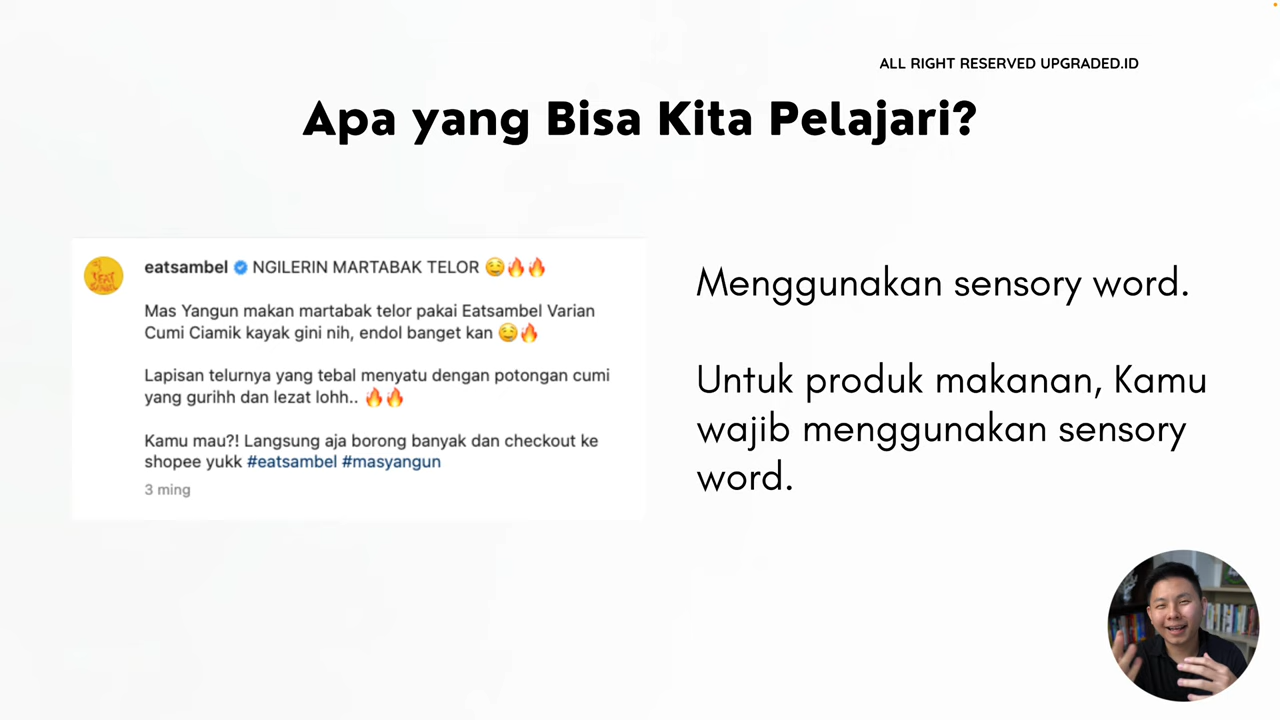 ALL RIGHT RESERVED UPGRADED.ID
Apa yang Bisa Kita Pelajari?
eatsambel NGILERIN MARTABAK TELOR 🤤🔥🔥
Mas Yangun makan martabak telor pakai Eatsambel Varian
Cumi Ciamik kayak gini nih, endol banget kan 🤤🔥
Lapisan telurnya yang tebal menyatu dengan potongan cumi
yang gurihh dan lezat lohh.. 🔥🔥
Kamu mau?! Langsung aja borong banyak dan checkout ke
shopee yukk #eatsambel #masyangun
3 ming
Menggunakan sensory word.
Untuk produk makanan, Kamu
wajib menggunakan sensory
word.